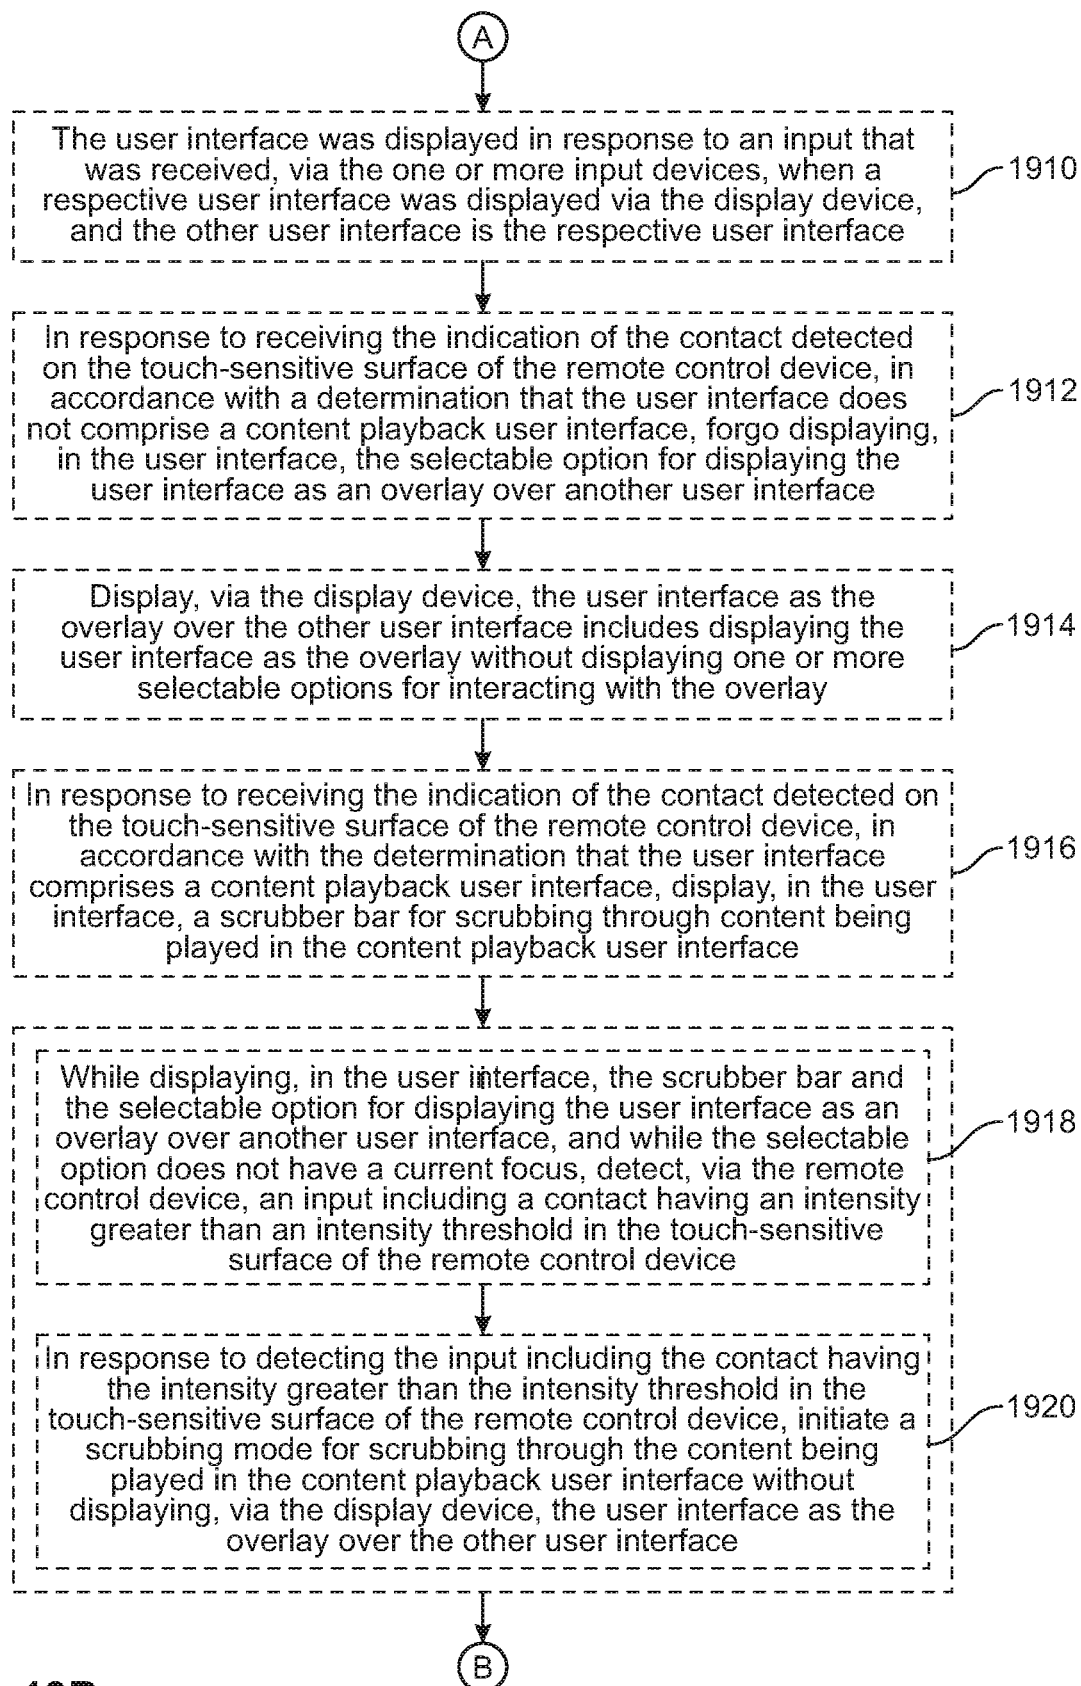 A
The user interface was displayed in response to an input that
was received, via the one or more input devices, when a
respective user interface was displayed via the display device,
and the other user interface is the respective user interface
1910
In response to receiving the indication of the contact detected
on the touch-sensitive surface of the remote control device, in
accordance with a determination that the user interface does
not comprise a content playback user interface, forgo displaying,
in the user interface, the selectable option for displaying the
user interface as an overlay over another user interface
1912
Display, via the display device, the user interface as the
overlay over the other user interface includes displaying the
user interface as the overlay without displaying one or more
selectable options for interacting with the overlay
1914
In response to receiving the indication of the contact detected on
the touch-sensitive surface of the remote control device, in
accordance with the determination that the user interface
comprises a content playback user interface, display, in the user
interface, a scrubber bar for scrubbing through content being
played in the content playback user interface
1916
While displaying, in the user interface, the scrubber bar and
the selectable option for displaying the user interface as an
overlay over another user interface, and while the selectable
option does not have a current focus, detect, via the remote
control device, an input including a contact having an intensity
greater than an intensity threshold in the touch-sensitive
surface of the remote control device
1918
In response to detecting the input including the contact having
the intensity greater than the intensity threshold in the
touch-sensitive surface of the remote control device, initiate a
scrubbing mode for scrubbing through the content being
played in the content playback user interface without
displaying, via the display device, the user interface as the
overlay over the other user interface
1920
B